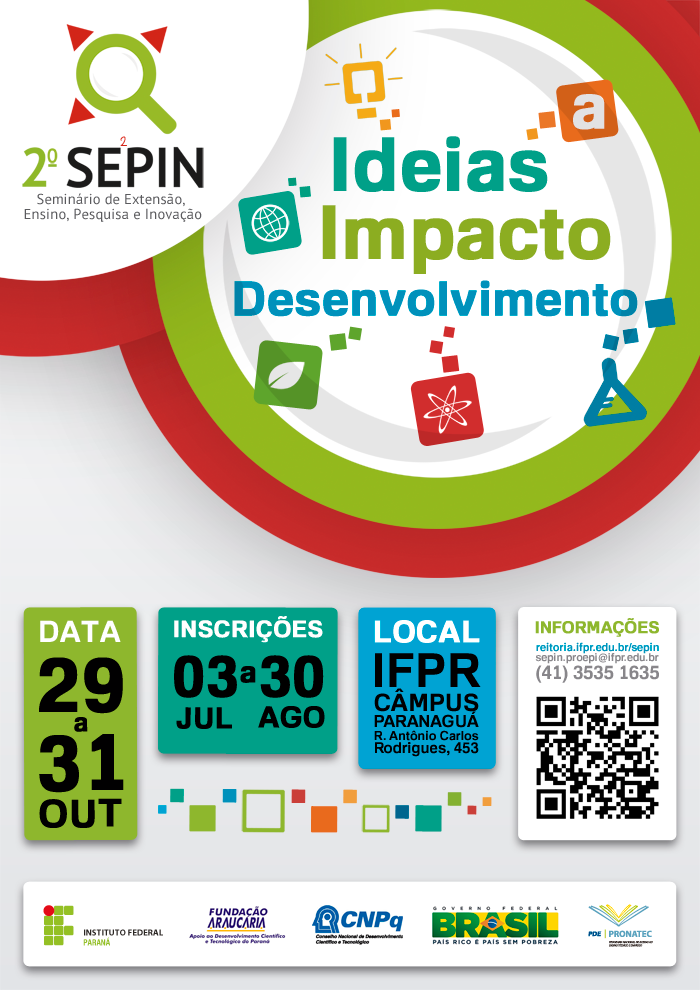 2
2º SEPIN
Seminário de Extensão,
Ensino, Pesquisa e Inovação
a
Ideias
Impacto
Desenvolvimento
DATA
29
a
31
OUT
INSCRIÇÕES
03 a 30
JUL AGO
LOCAL
IFPR
CÂMPUS
PARANAGUÁ
R. Antônio Carlos
Rodrigues, 453
INFORMAÇÕES
reitoria.ifpr.edu.br/sepin
sepin.proepi@ifpr.edu.br
(41) 3535 1635
INSTITUTO FEDERAL
PARANÁ
FUNDAÇÃO
ARAUCÁRIA
Apoio ao Desenvolvimento Científico
e Tecnológico do Paraná
CNPq
Conselho Nacional de Desenvolvimento
Científico e Tecnológico
GOVERNO FEDERAL
BRASIL
PAÍS RICO É PAÍS SEM POBREZA
PDE | PRONATEC